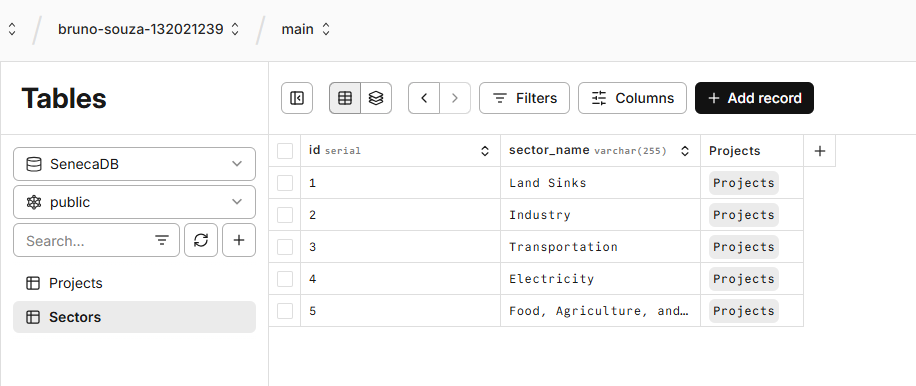 bruno-souza-132021239 / main
Tables
Filters
Columns
+ Add record
SenecaDB
public
Search...
Projects
Sectors
id serial sector_name varchar(255) Projects +
1 Land Sinks Projects
2 Industry Projects
3 Transportation Projects
4 Electricity Projects
5 Food, Agriculture, and… Projects